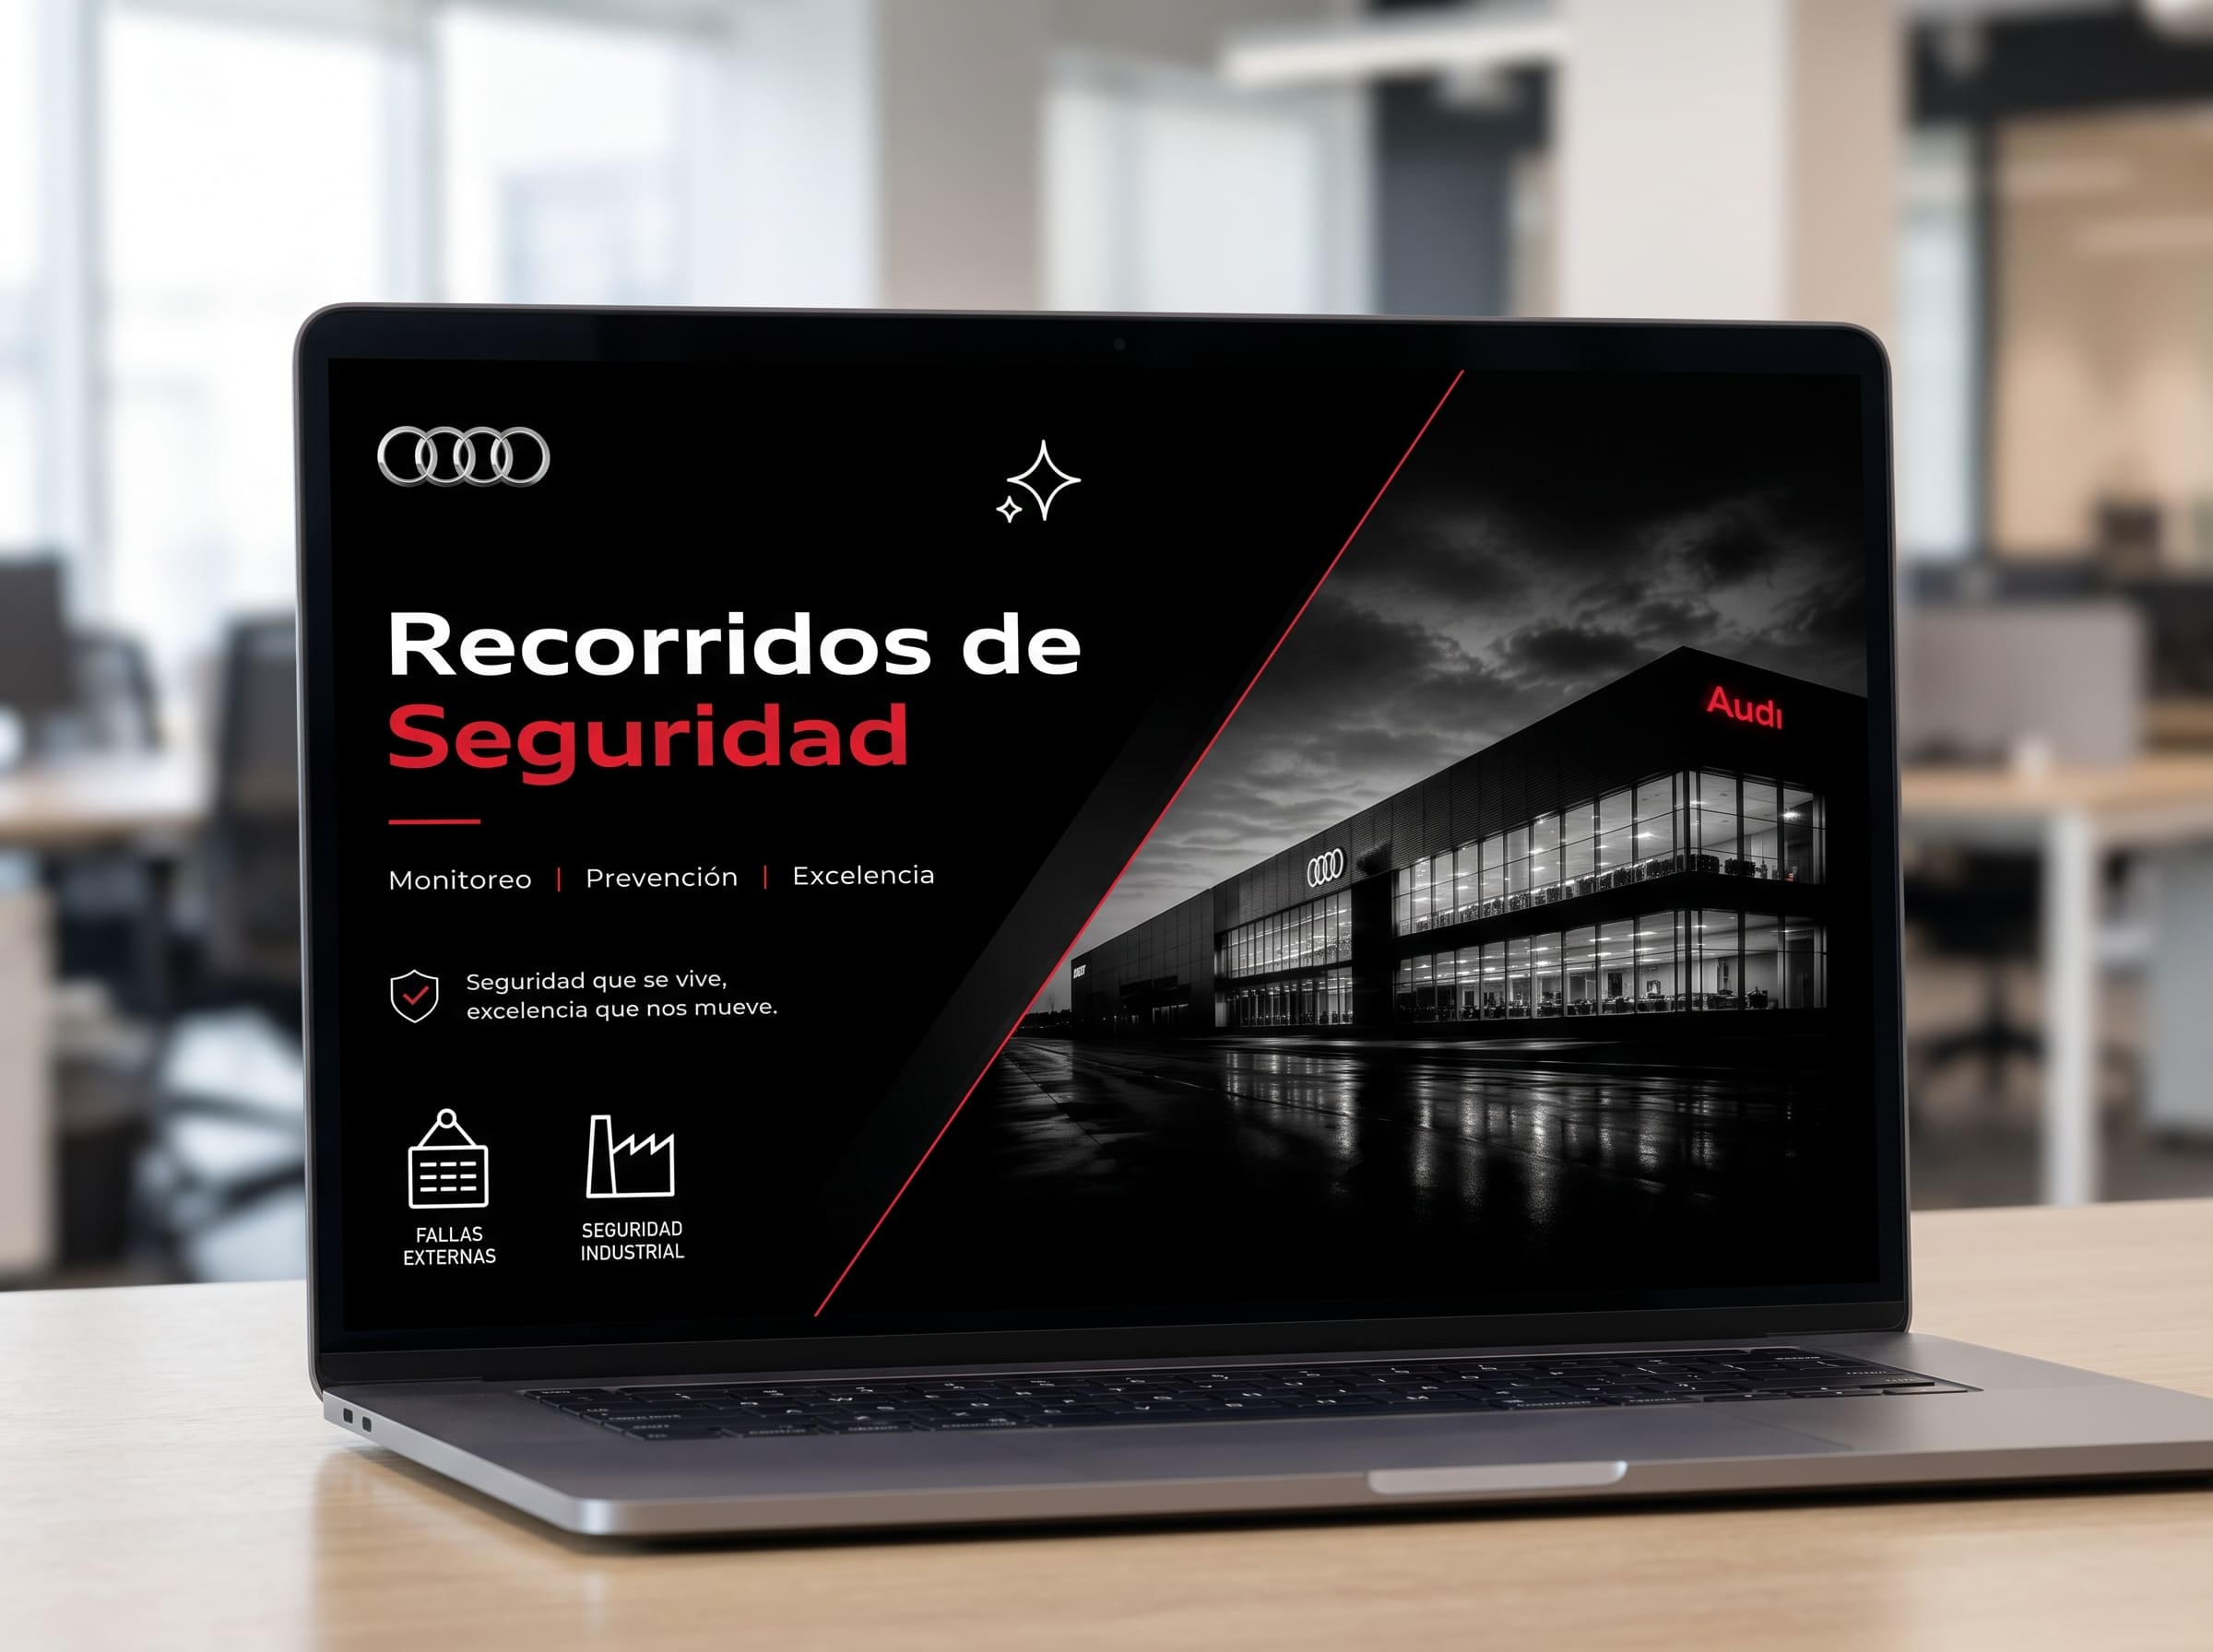 Recorridos de
Seguridad
Monitoreo | Prevención | Excelencia
Seguridad que se vive,
excelencia que nos mueve.
FALLAS
EXTERNAS
SEGURIDAD
INDUSTRIAL
Audi